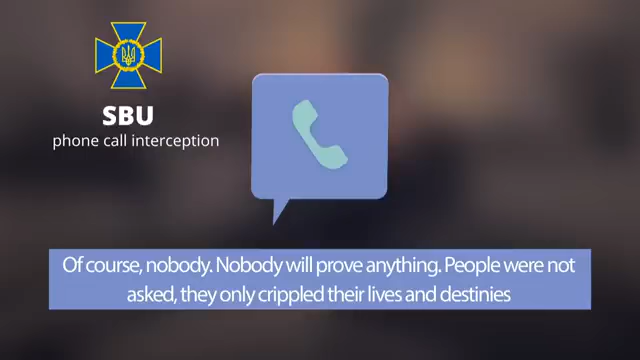 SBU
phone call interception
Of course, nobody. Nobody will prove anything. People were not
asked, they only crippled their lives and destinies